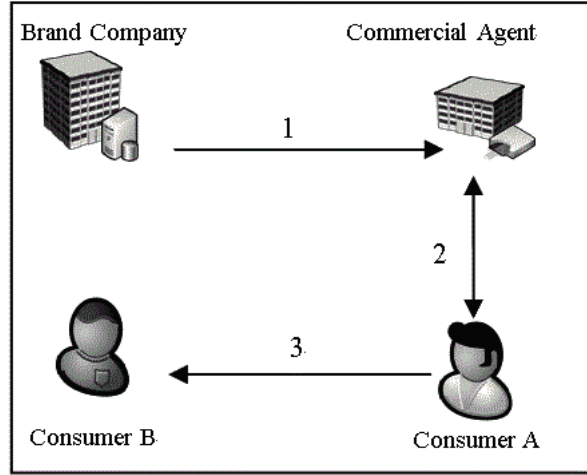 Brand Company
Commercial Agent
1
2
3
Consumer B
Consumer A